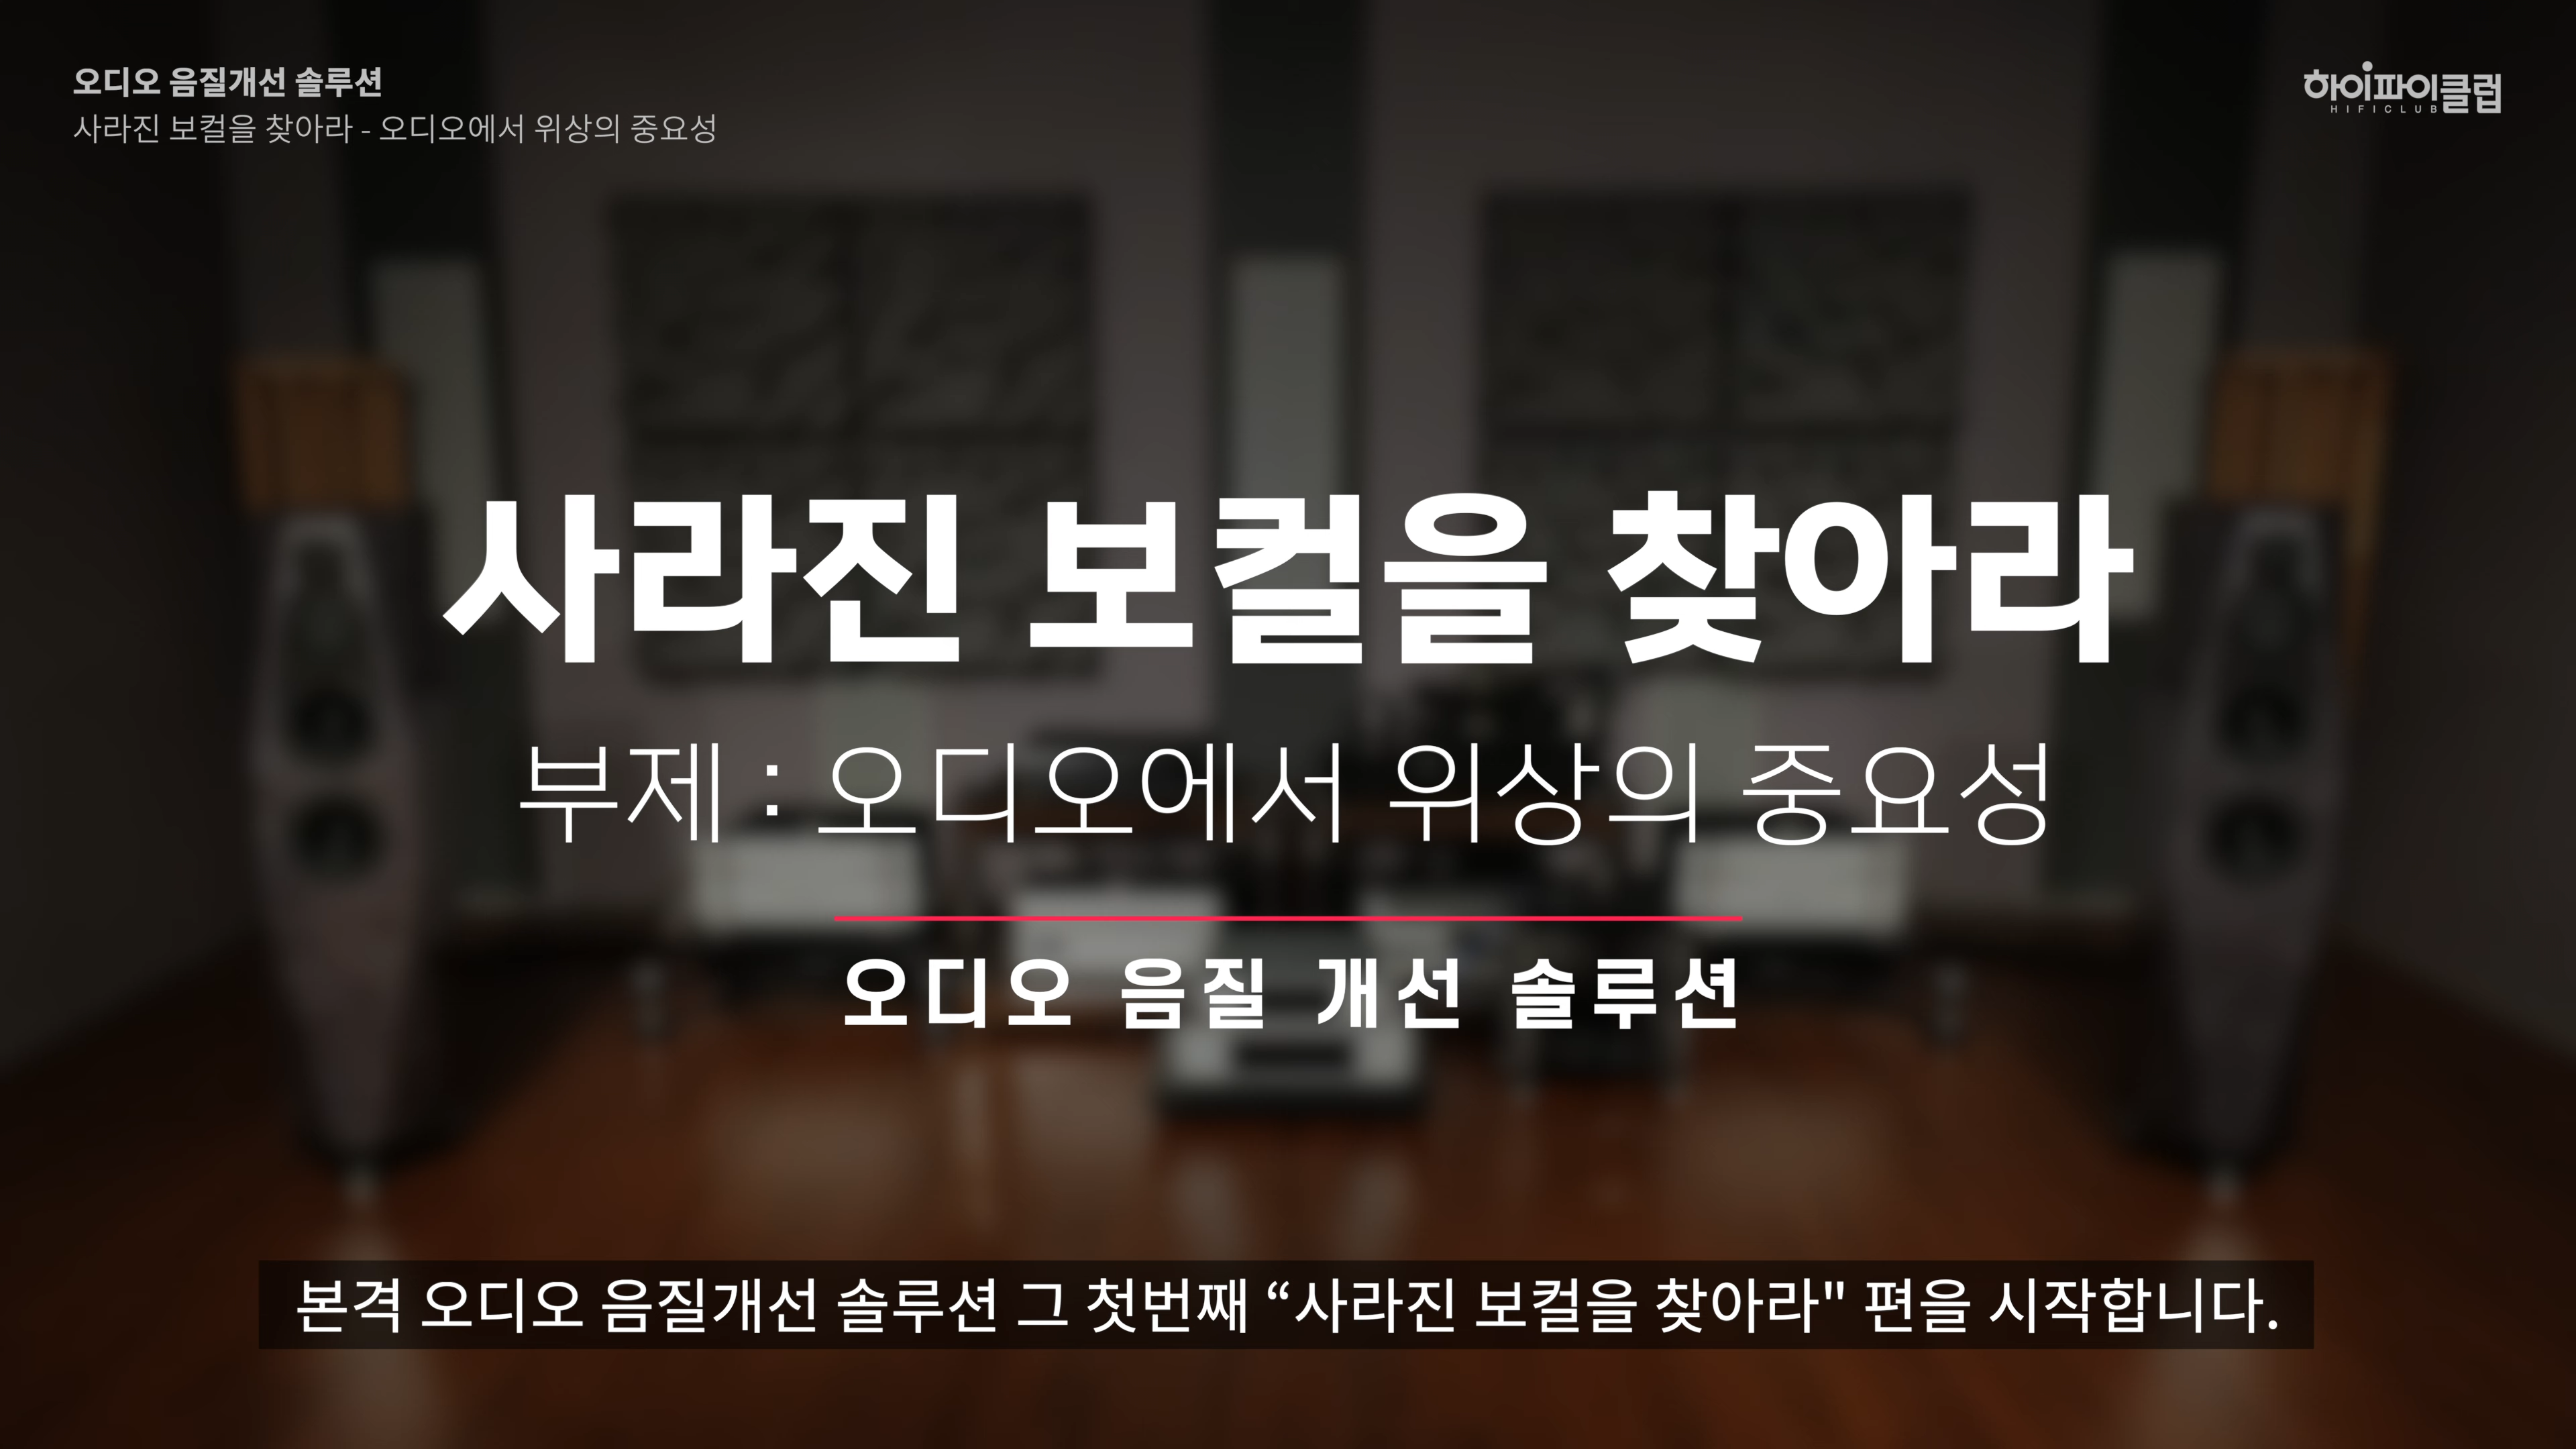 오디오 음질개선 솔루션
사라진 보컬을 찾아라 - 오디오에서 위상의 중요성
하이파이클럽
HIFICLUB
사라진 보컬을 찾아라
부제 : 오디오에서 위상의 중요성
오디오 음질 개선 솔루션
본격 오디오 음질개선 솔루션 그 첫번째 “사라진 보컬을 찾아라" 편을 시작합니다.